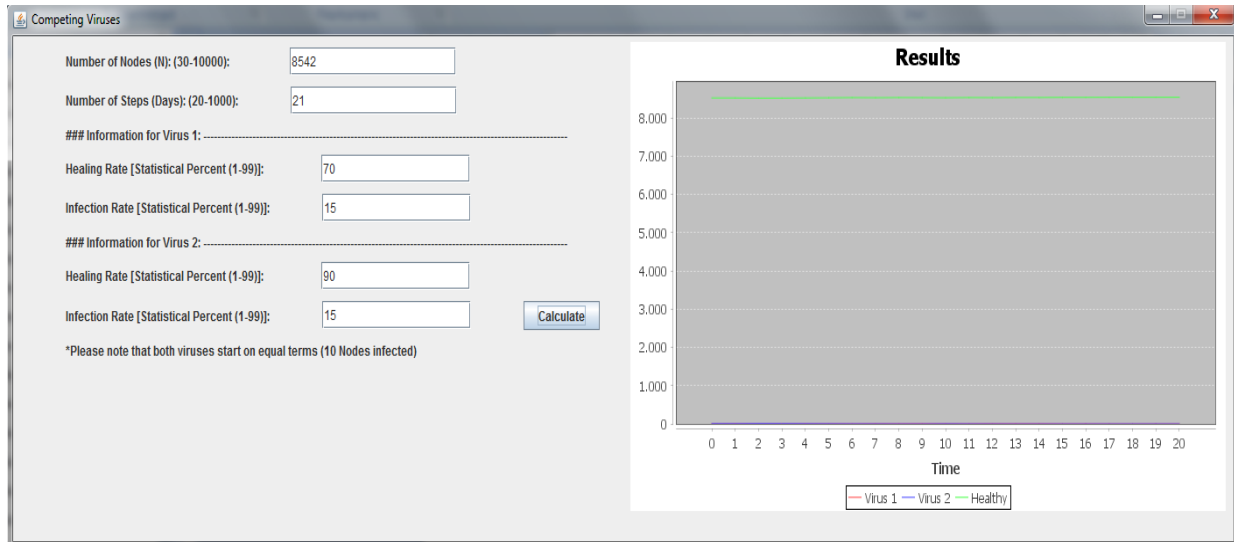 Competing Viruses
Number of Nodes (N): (30-10000):
8542
Number of Steps (Days): (20-1000):
21
### Information for Virus 1: ----------------------------------------------------------------------------------------------------
Healing Rate [Statistical Percent (1-99)]:
70
Infection Rate [Statistical Percent (1-99)]:
15
### Information for Virus 2: ----------------------------------------------------------------------------------------------------
Healing Rate [Statistical Percent (1-99)]:
90
Infection Rate [Statistical Percent (1-99)]:
15
Calculate
*Please note that both viruses start on equal terms (10 Nodes infected)
Results
8.000
7.000
6.000
5.000
4.000
3.000
2.000
1.000
0
0 1 2 3 4 5 6 7 8 9 10 11 12 13 14 15 16 17 18 19 20
Time
Virus 1 Virus 2 Healthy